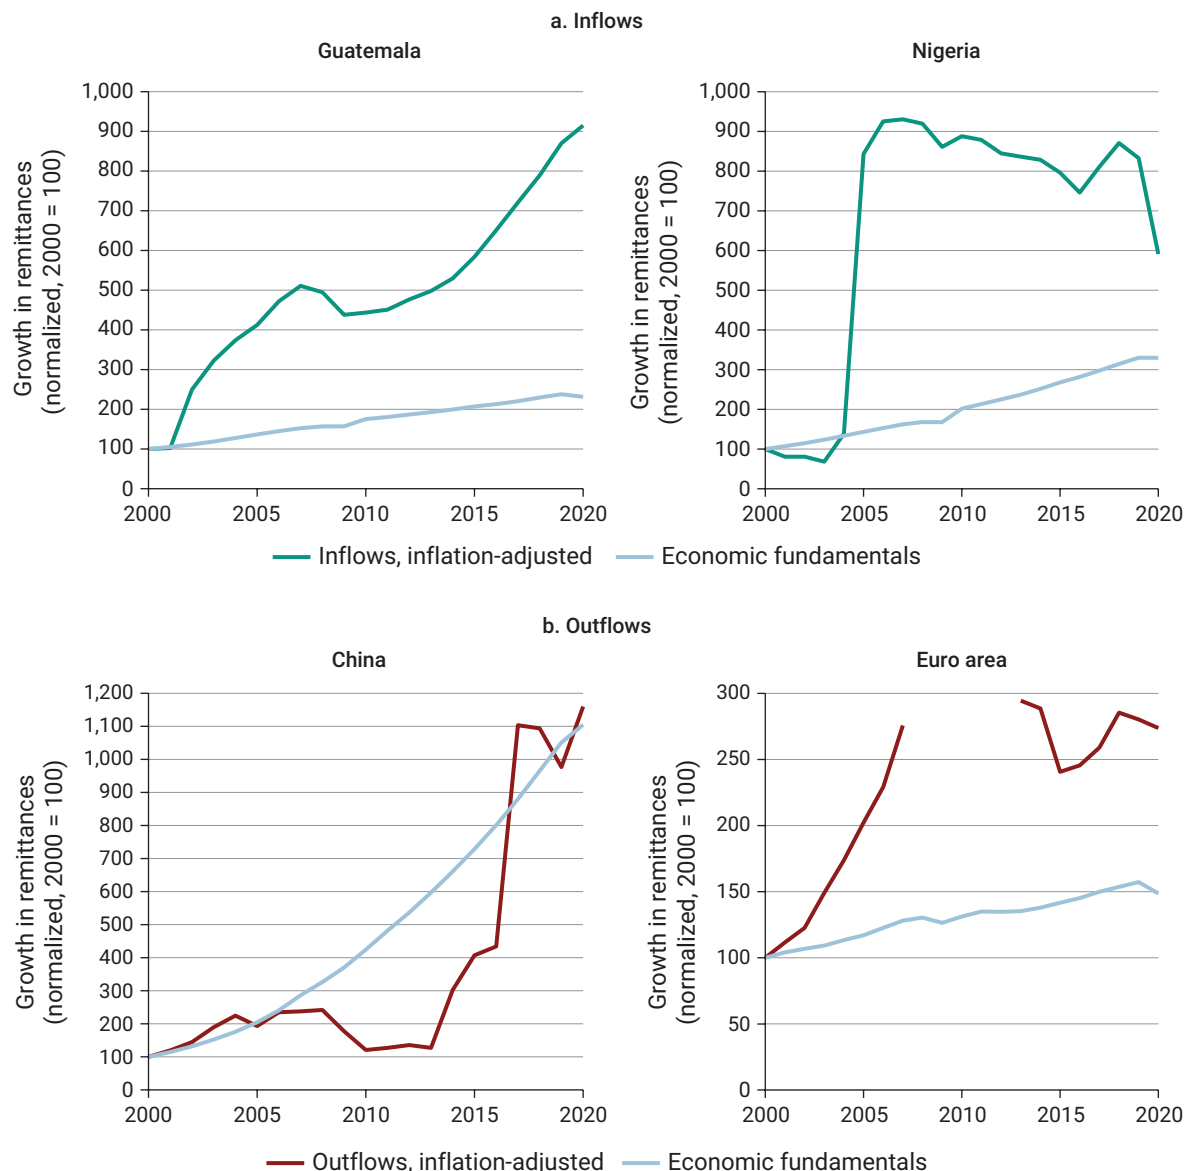 a. Inflows
Guatemala
Nigeria
Growth in remittances
(normalized, 2000 = 100)
1,000
900
800
700
600
500
400
300
200
100
0
2000 2005 2010 2015 2020
Growth in remittances
(normalized, 2000 = 100)
1,000
900
800
700
600
500
400
300
200
100
0
2000 2005 2010 2015 2020
Inflows, inflation-adjusted Economic fundamentals
b. Outflows
China
Euro area
Growth in remittances
(normalized, 2000 = 100)
1,200
1,100
1,000
900
800
700
600
500
400
300
200
100
0
2000 2005 2010 2015 2020
Growth in remittances
(normalized, 2000 = 100)
300
250
200
150
100
50
0
2000 2005 2010 2015 2020
Outflows, inflation-adjusted Economic fundamentals